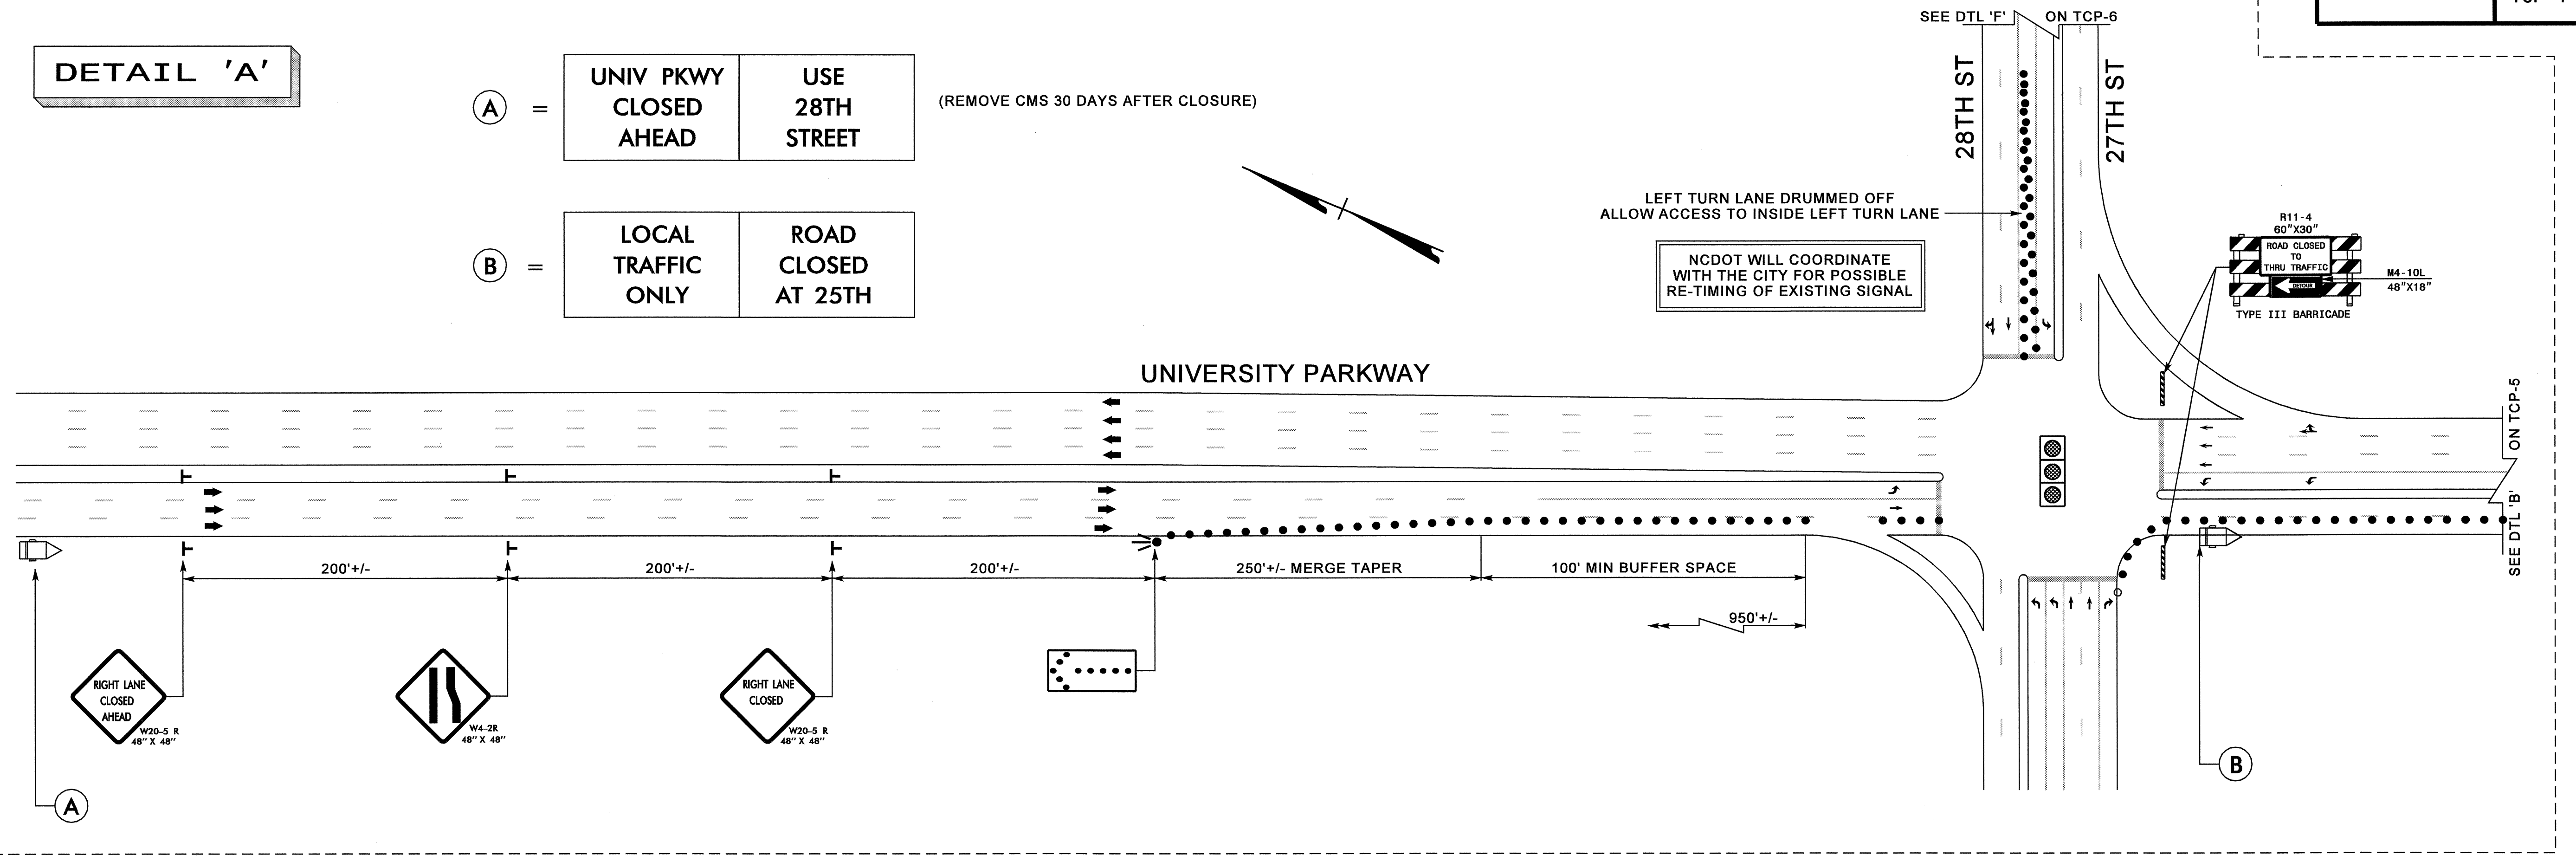 SEE DTL 'F' ON TCP-6
DETAIL 'A'
A =
UNIV PKWY
CLOSED
AHEAD
USE
28TH
STREET
(REMOVE CMS 30 DAYS AFTER CLOSURE)
B =
LOCAL
TRAFFIC
ONLY
ROAD
CLOSED
AT 25TH
28TH ST
27TH ST
LEFT TURN LANE DRUMMED OFF
ALLOW ACCESS TO INSIDE LEFT TURN LANE
NCDOT WILL COORDINATE
WITH THE CITY FOR POSSIBLE
RE-TIMING OF EXISTING SIGNAL
R11-4
60"X30"
ROAD CLOSED
TO
THRU TRAFFIC
DETOUR
M4-10L
48"X18"
TYPE III BARRICADE
UNIVERSITY PARKWAY
SEE DTL 'B' ON TCP-5
200'+/-
200'+/-
200'+/-
250'+/- MERGE TAPER
100' MIN BUFFER SPACE
950'+/-
RIGHT LANE
CLOSED
AHEAD
W20-5 R
48" X 48"
W4-2R
48" X 48"
RIGHT LANE
CLOSED
W20-5 R
48" X 48"
A
B